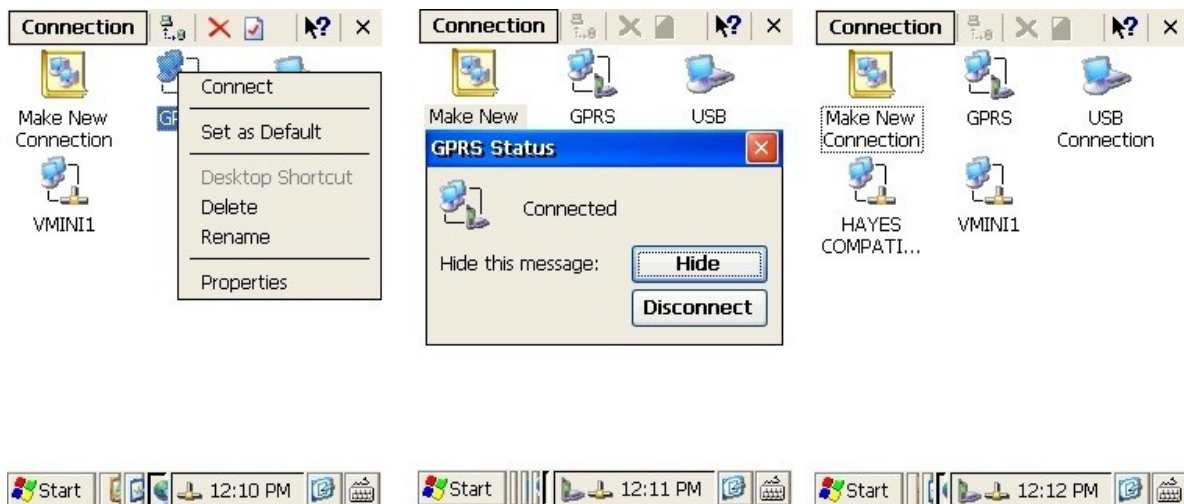 Connection
Make New
Connection
GP
VMINI1
Connect
Set as Default
Desktop Shortcut
Delete
Rename
Properties
Start
12:10 PM
Connection
Make New
GPRS
USB
GPRS Status
Connected
Hide this message:
Hide
Disconnect
Start
12:11 PM
Connection
Make New
Connection
GPRS
USB
Connection
HAYES
COMPATI...
VMINI1
Start
12:12 PM